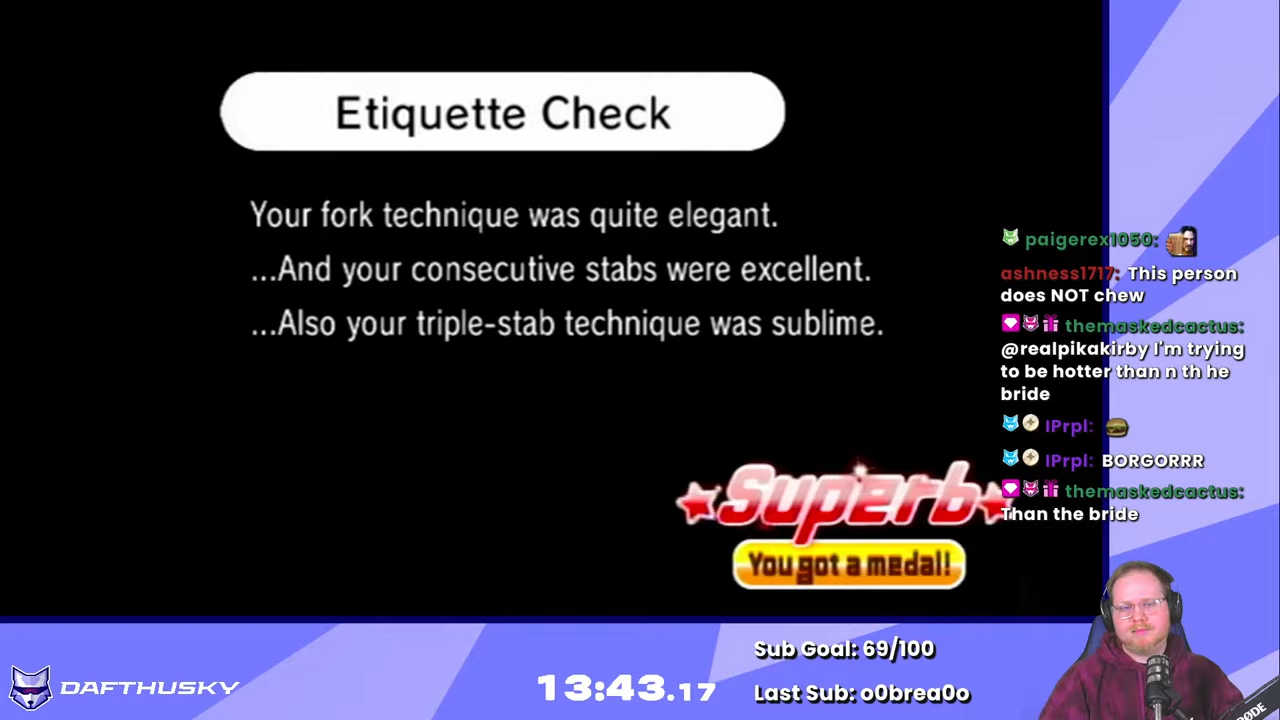 Etiquette Check
Your fork technique was quite elegant.
...And your consecutive stabs were excellent.
...Also your triple-stab technique was sublime.
Superb
You got a medal!
paigerex1050:
ashness1717: This person
does NOT chew
themaskedcactus:
@realpikakirby I'm trying
to be hotter than n th he
bride
IPrpl:
IPrpl: BORGORRR
themaskedcactus:
Than the bride
DAFTHUSKY
13:43.17
Sub Goal: 69/100
Last Sub: o0brea0o
RØDE